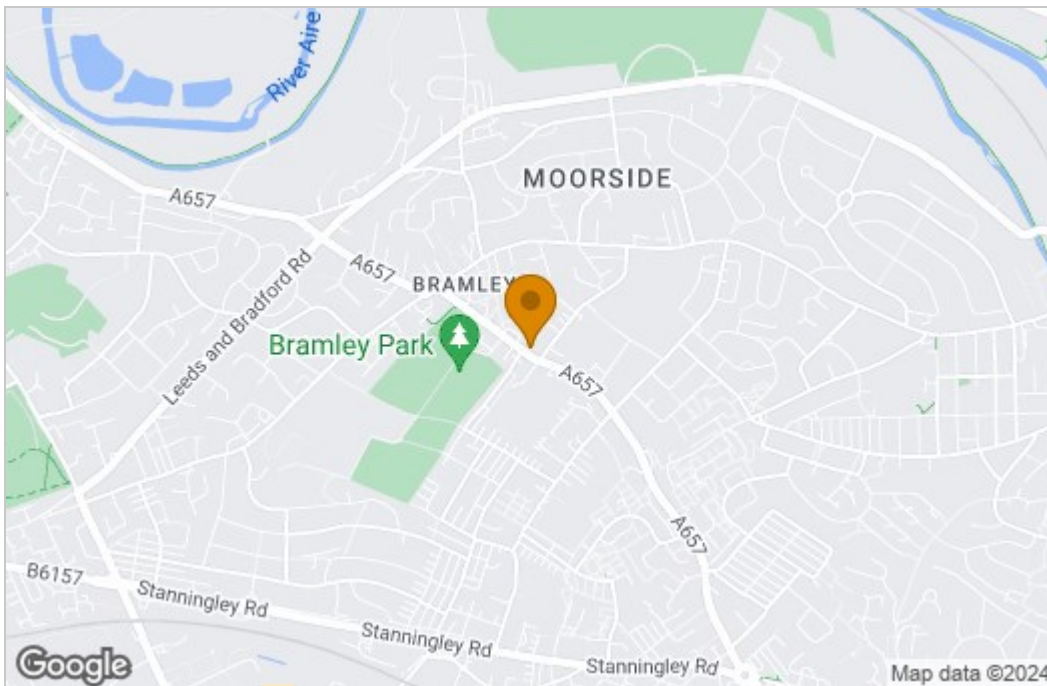 River Aire
MOORSIDE
A657
A657
BRAMLEY
Leeds and Bradford Rd
Bramley Park
A657
A657
B6157
Stanningley Rd
Stanningley Rd
Stanningley Rd
Google
Map data ©2024